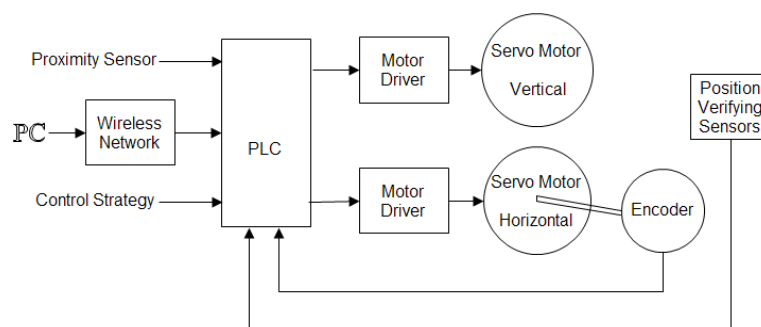 Proximity Sensor
PC
Wireless
Network
Control Strategy
PLC
Motor
Driver
Servo Motor
Vertical
Motor
Driver
Servo Motor
Horizontal
Encoder
Position
Verifying
Sensors